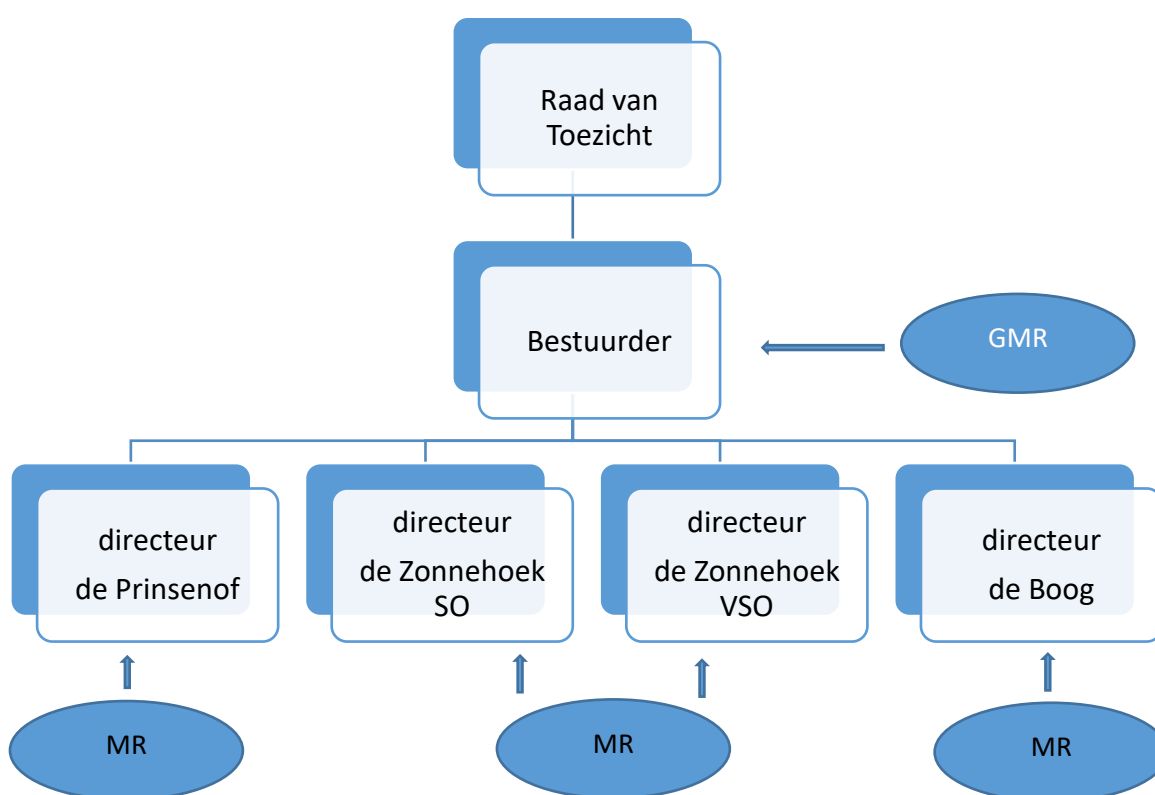 Raad van
Toezicht
Bestuurder
GMR
directeur
de Prinsenof
directeur
de Zonnehoek
SO
directeur
de Zonnehoek
VSO
directeur
de Boog
MR
MR
MR